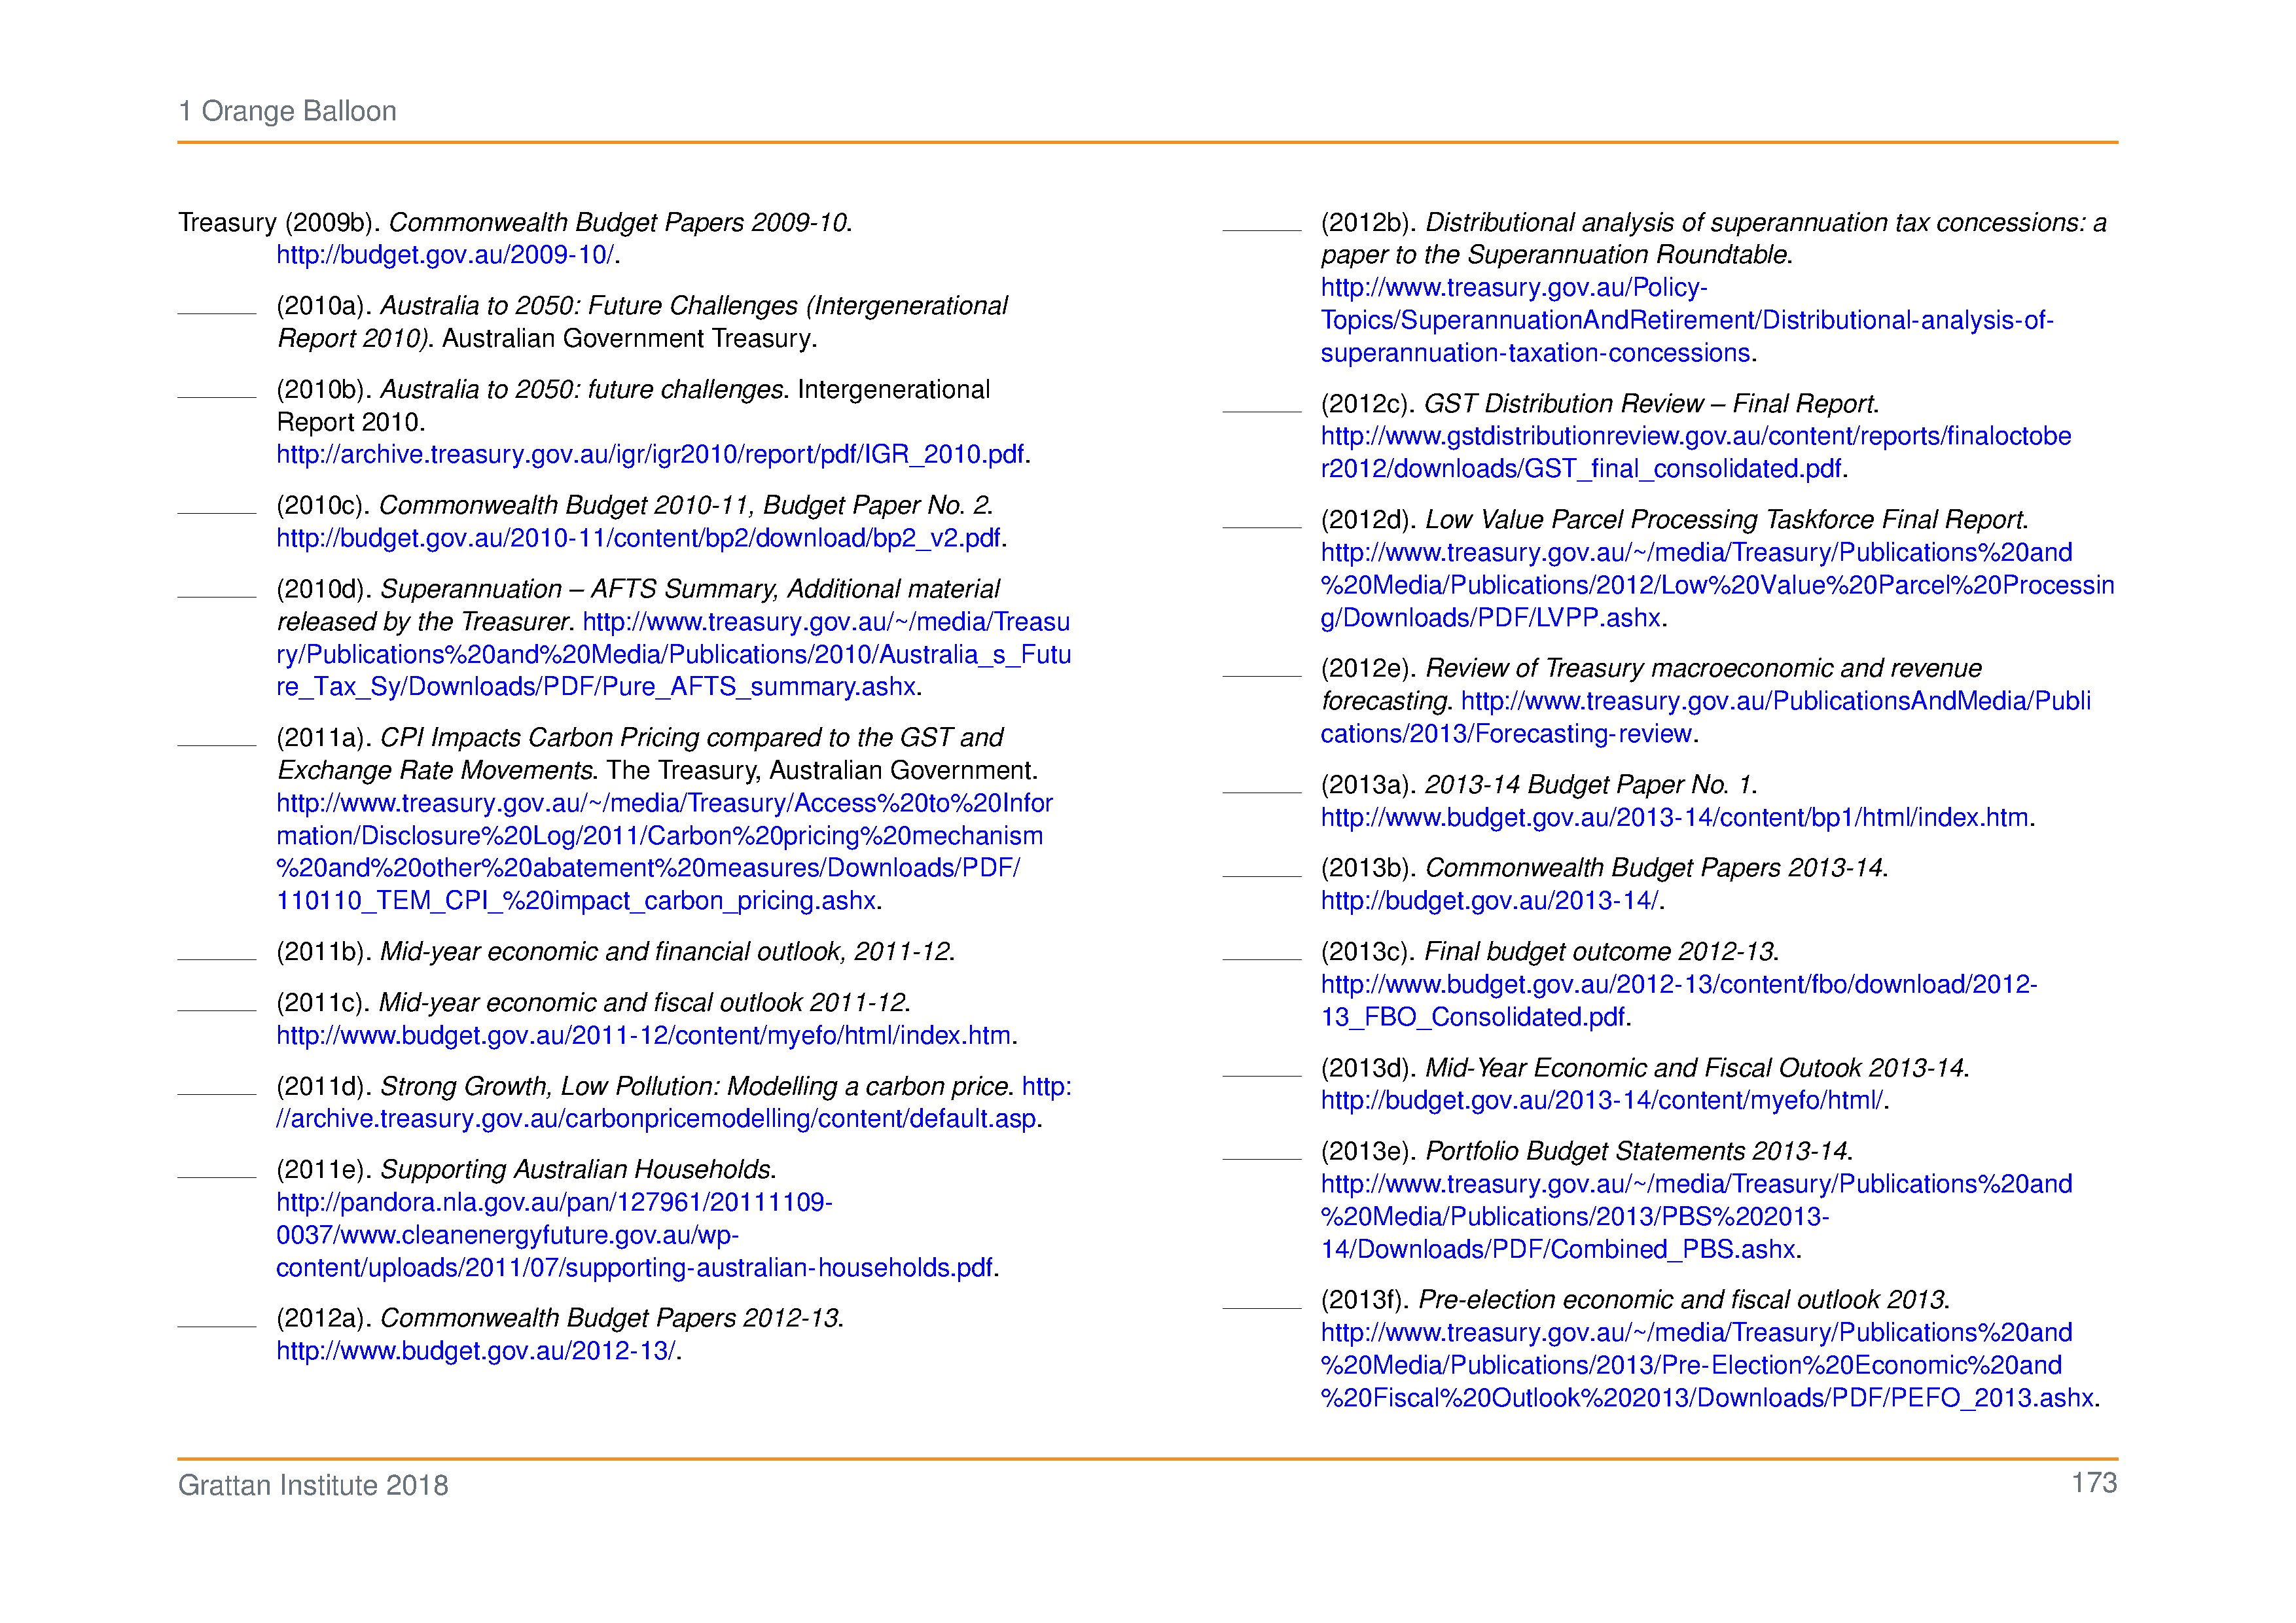 1 Orange Balloon
Treasury (2009b). Commonwealth Budget Papers 2009-10.
http://budget.gov.au/2009-10/.
(2010a). Australia to 2050: Future Challenges (Intergenerational
Report 2010). Australian Government Treasury.
(2010b). Australia to 2050: future challenges. Intergenerational
Report 2010.
http://archive.treasury.gov.au/igr/igr2010/report/pdf/IGR_2010.pdf.
(2010c). Commonwealth Budget 2010-11, Budget Paper No. 2.
http://budget.gov.au/2010-11/content/bp2/download/bp2_v2.pdf.
(2010d). Superannuation – AFTS Summary, Additional material
released by the Treasurer. http://www.treasury.gov.au/~/media/Treasu
ry/Publications%20and%20Media/Publications/2010/Australia_s_Futu
re_Tax_Sy/Downloads/PDF/Pure_AFTS_summary.ashx.
(2011a). CPI Impacts Carbon Pricing compared to the GST and
Exchange Rate Movements. The Treasury, Australian Government.
http://www.treasury.gov.au/~/media/Treasury/Access%20to%20Infor
mation/Disclosure%20Log/2011/Carbon%20pricing%20mechanism
%20and%20other%20abatement%20measures/Downloads/PDF/
110110_TEM_CPI_%20impact_carbon_pricing.ashx.
(2011b). Mid-year economic and financial outlook, 2011-12.
(2011c). Mid-year economic and fiscal outlook 2011-12.
http://www.budget.gov.au/2011-12/content/myefo/html/index.htm.
(2011d). Strong Growth, Low Pollution: Modelling a carbon price. http:
//archive.treasury.gov.au/carbonpricemodelling/content/default.asp.
(2011e). Supporting Australian Households.
http://pandora.nla.gov.au/pan/127961/20111109-
0037/www.cleanenergyfuture.gov.au/wp-
content/uploads/2011/07/supporting-australian-households.pdf.
(2012a). Commonwealth Budget Papers 2012-13.
http://www.budget.gov.au/2012-13/.
(2012b). Distributional analysis of superannuation tax concessions: a
paper to the Superannuation Roundtable.
http://www.treasury.gov.au/Policy-
Topics/SuperannuationAndRetirement/Distributional-analysis-of-
superannuation-taxation-concessions.
(2012c). GST Distribution Review – Final Report.
http://www.gstdistributionreview.gov.au/content/reports/finaloctobe
r2012/downloads/GST_final_consolidated.pdf.
(2012d). Low Value Parcel Processing Taskforce Final Report.
http://www.treasury.gov.au/~/media/Treasury/Publications%20and
%20Media/Publications/2012/Low%20Value%20Parcel%20Processin
g/Downloads/PDF/LVPP.ashx.
(2012e). Review of Treasury macroeconomic and revenue
forecasting. http://www.treasury.gov.au/PublicationsAndMedia/Publi
cations/2013/Forecasting-review.
(2013a). 2013-14 Budget Paper No. 1.
http://www.budget.gov.au/2013-14/content/bp1/html/index.htm.
(2013b). Commonwealth Budget Papers 2013-14.
http://budget.gov.au/2013-14/.
(2013c). Final budget outcome 2012-13.
http://www.budget.gov.au/2012-13/content/fbo/download/2012-
13_FBO_Consolidated.pdf.
(2013d). Mid-Year Economic and Fiscal Outook 2013-14.
http://budget.gov.au/2013-14/content/myefo/html/.
(2013e). Portfolio Budget Statements 2013-14.
http://www.treasury.gov.au/~/media/Treasury/Publications%20and
%20Media/Publications/2013/PBS%202013-
14/Downloads/PDF/Combined_PBS.ashx.
(2013f). Pre-election economic and fiscal outlook 2013.
http://www.treasury.gov.au/~/media/Treasury/Publications%20and
%20Media/Publications/2013/Pre-Election%20Economic%20and
%20Fiscal%20Outlook%202013/Downloads/PDF/PEFO_2013.ashx.
Grattan Institute 2018
173